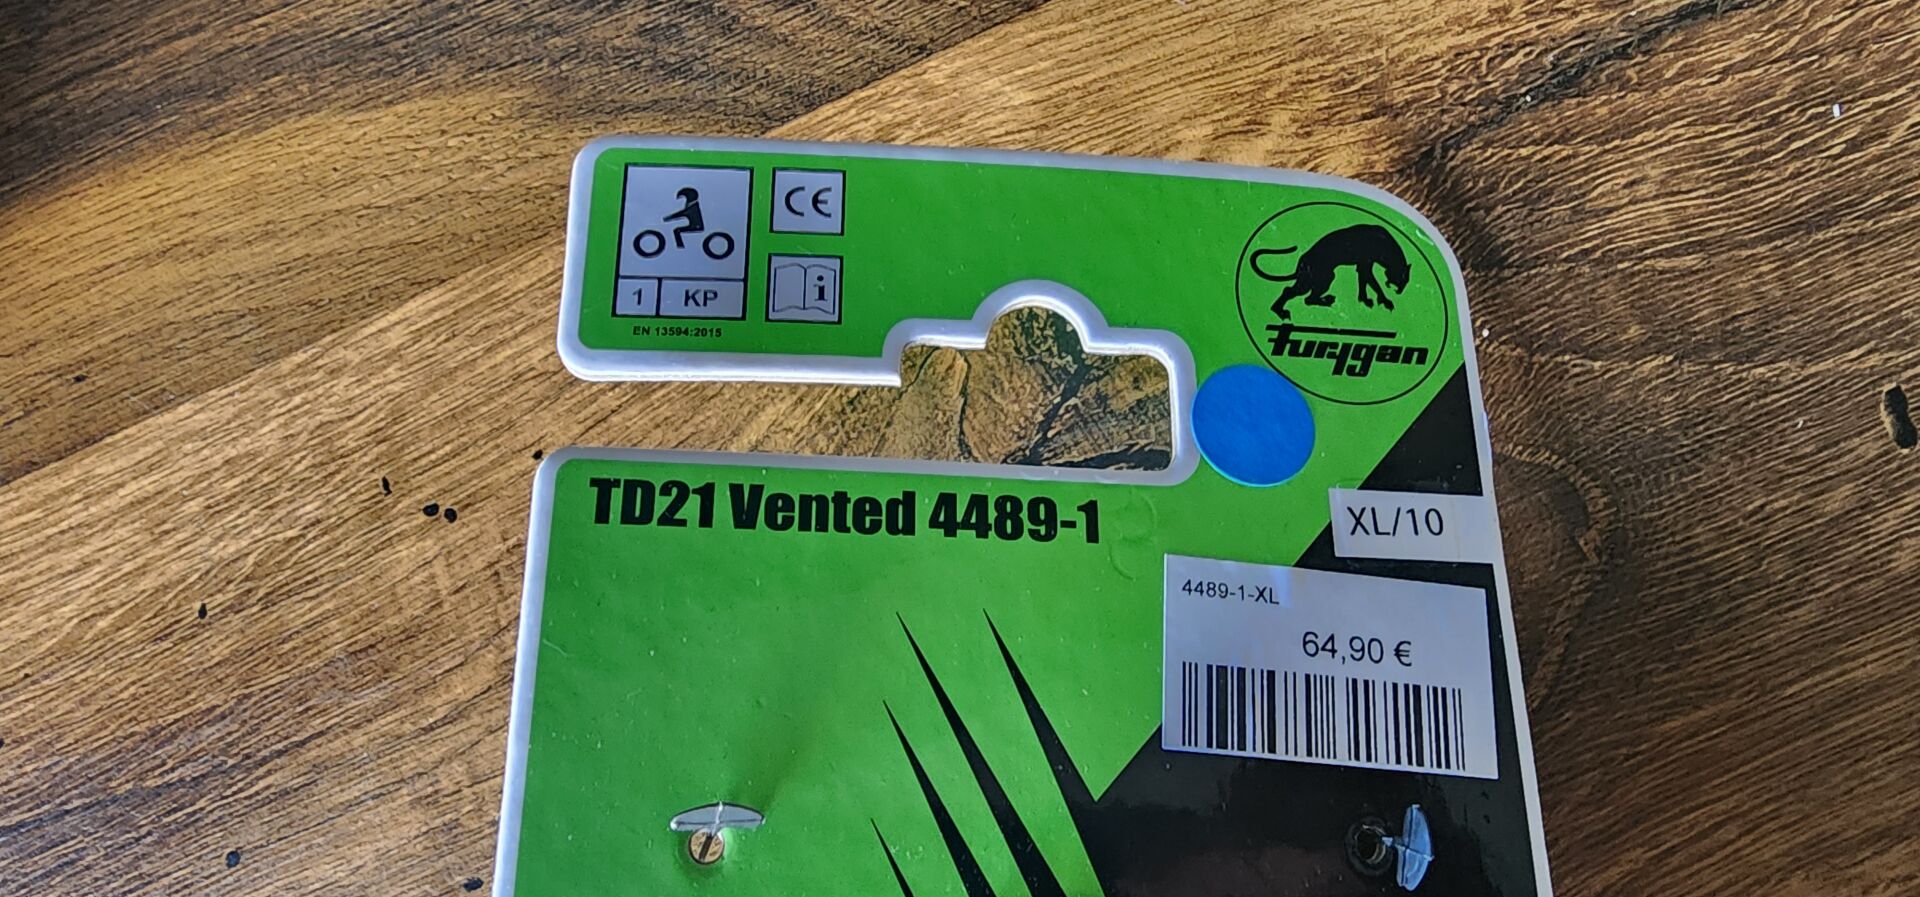 CE
1 KP
i
EN 13594:2015
Furygan
TD21 Vented 4489-1
XL/10
4489-1-XL
64,90 €